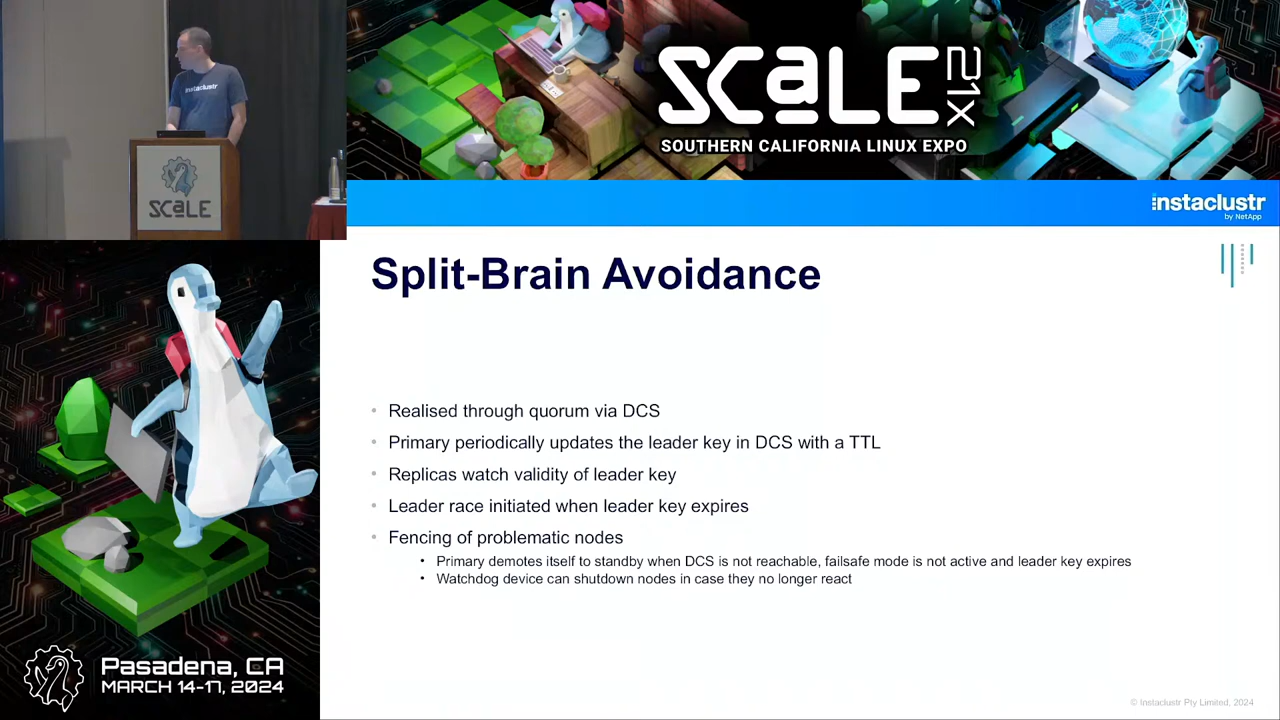 instaclustr
SCaLE
SCaLE 21X
SOUTHERN CALIFORNIA LINUX EXPO
instaclustr
by NetApp
Split-Brain Avoidance
• Realised through quorum via DCS
• Primary periodically updates the leader key in DCS with a TTL
• Replicas watch validity of leader key
• Leader race initiated when leader key expires
• Fencing of problematic nodes
• Primary demotes itself to standby when DCS is not reachable, failsafe mode is not active and leader key expires
• Watchdog device can shutdown nodes in case they no longer react
Pasadena, CA
MARCH 14-17, 2024
© Instaclustr Pty Limited, 2024